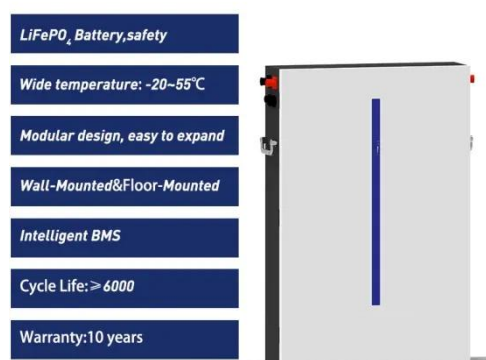 LiFePO₄ Battery,safety
Wide temperature: -20~55℃
Modular design, easy to expand
Wall-Mounted&Floor-Mounted
Intelligent BMS
Cycle Life:≥6000
Warranty:10 years